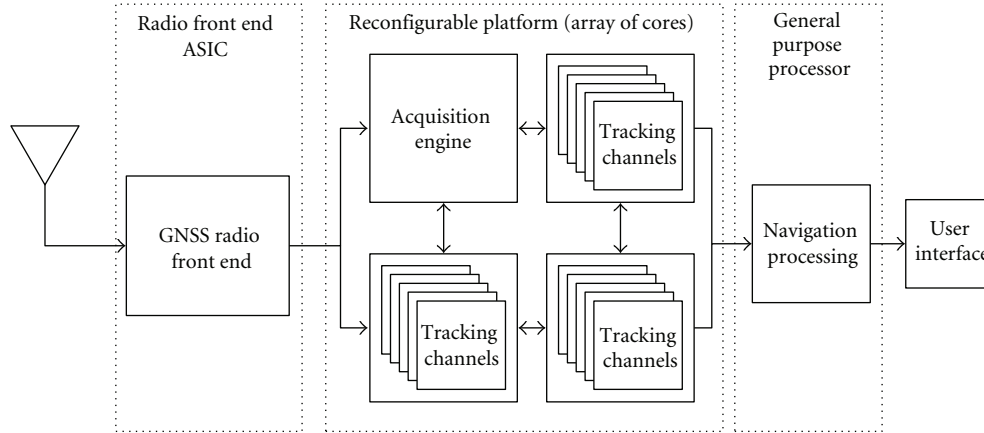 Radio front end
ASIC
Reconfigurable platform (array of cores)
General
purpose
processor
Acquisition
engine
Tracking
channels
GNSS radio
front end
Tracking
channels
Tracking
channels
Navigation
processing
User
interface